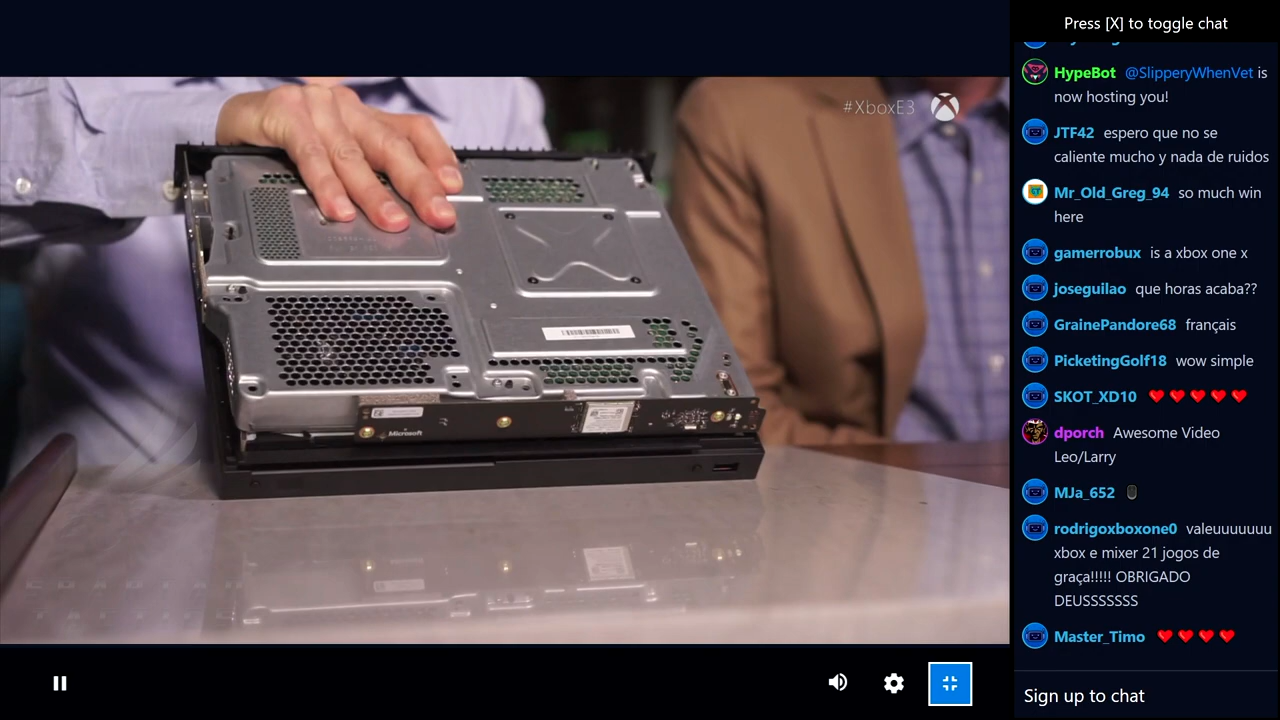 Press [X] to toggle chat
HypeBot @SlipperyWhenVet is
now hosting you!
JTF42 espero que no se
caliente mucho y nada de ruidos
Mr_Old_Greg_94 so much win
here
gamerrobux is a xbox one x
joseguilao que horas acaba??
GrainePandore68 français
PicketingGolf18 wow simple
SKOT_XD10 ❤❤❤❤❤
dporch Awesome Video
Leo/Larry
MJa_652
rodrigoxboxone0 valeuuuuuuu
xbox e mixer 21 jogos de
graça!!!!! OBRIGADO
DEUSSSSSSS
Master_Timo ❤❤❤❤
Sign up to chat
#XboxE3
Microsoft